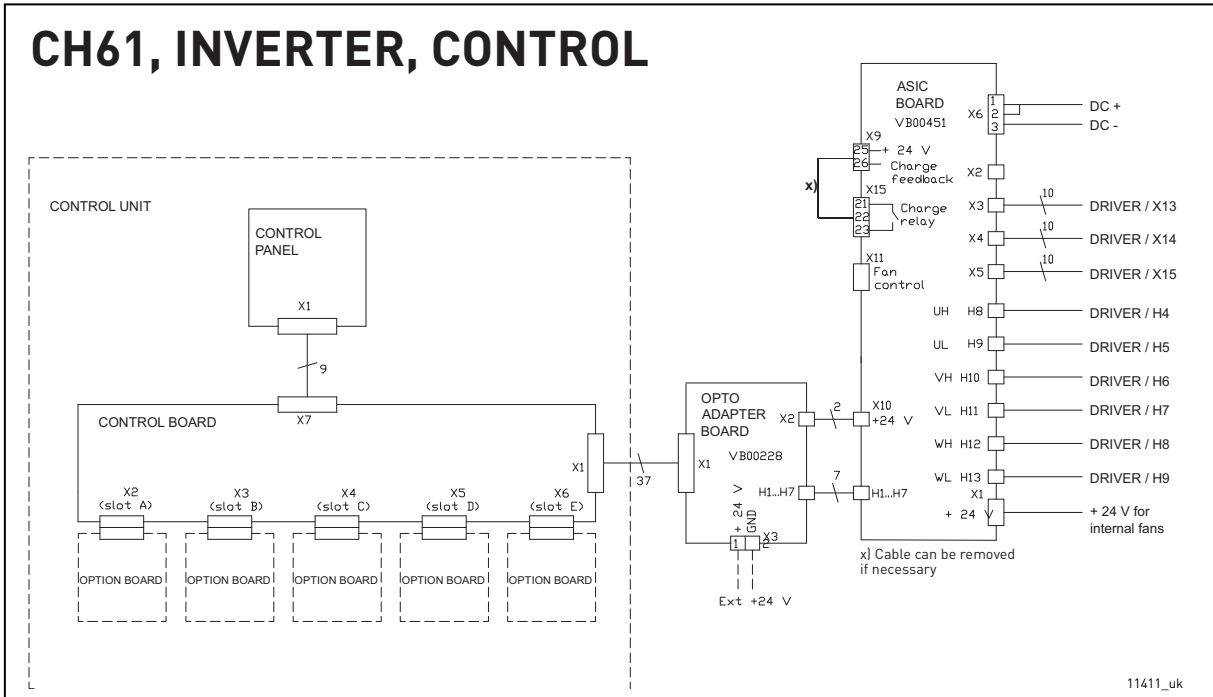 CH61, INVERTER, CONTROL
CONTROL UNIT
CONTROL
PANEL
X1
9
X7
CONTROL BOARD
X1
37
X2
(slot A)
X3
(slot B)
X4
(slot C)
X5
(slot D)
X6
(slot E)
OPTION BOARD
OPTION BOARD
OPTION BOARD
OPTION BOARD
OPTION BOARD
OPTO
ADAPTER
BOARD
VB00228
X1
X2
2
H1...H7
7
+ 24 V
GND
1
2
X3
Ext +24 V
ASIC
BOARD
VB00451
X9
25
+ 24 V
26
Charge
feedback
x)
X15
21
22
23
Charge
relay
X11
Fan
control
X10
+24 V
H1...H7
X6
1
2
3
DC +
DC -
X2
X3
10
DRIVER / X13
X4
10
DRIVER / X14
X5
10
DRIVER / X15
UH H8
DRIVER / H4
UL H9
DRIVER / H5
VH H10
DRIVER / H6
VL H11
DRIVER / H7
WH H12
DRIVER / H8
WL H13
DRIVER / H9
X1
+ 24 V
+ 24 V for
internal fans
x) Cable can be removed
if necessary
11411_uk